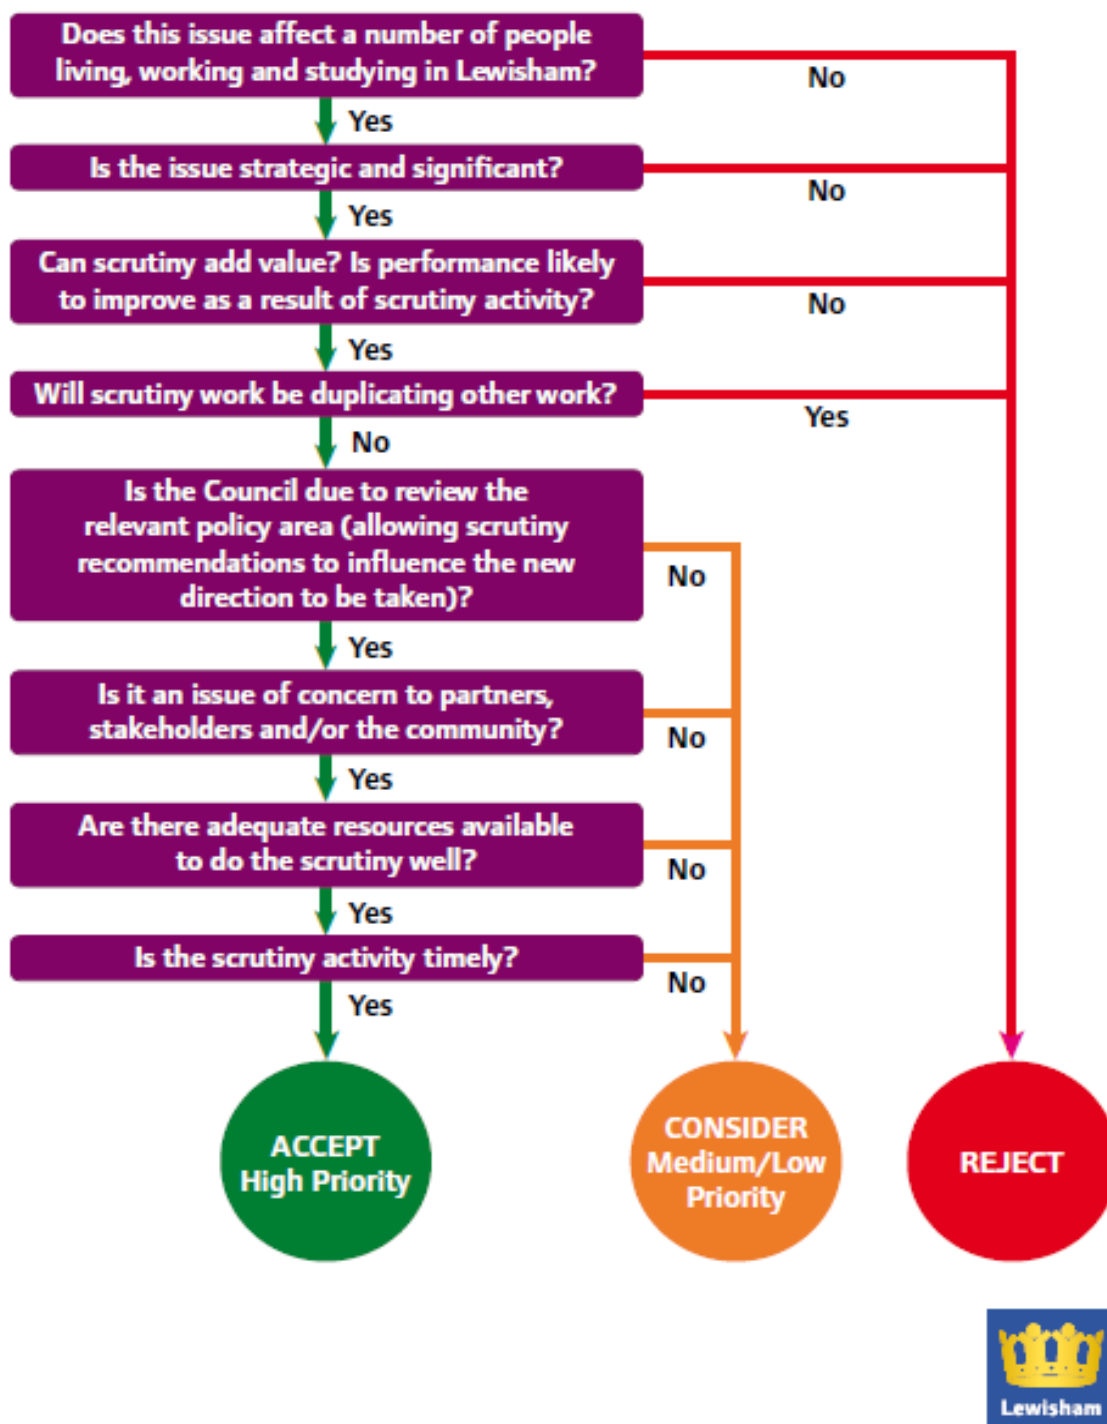 Does this issue affect a number of people
living, working and studying in Lewisham?
No
Yes
Is the issue strategic and significant?
No
Yes
Can scrutiny add value? Is performance likely
to improve as a result of scrutiny activity?
No
Yes
Will scrutiny work be duplicating other work?
Yes
No
Is the Council due to review the
relevant policy area (allowing scrutiny
recommendations to influence the new
direction to be taken)?
No
Yes
Is it an issue of concern to partners,
stakeholders and/or the community?
No
Yes
Are there adequate resources available
to do the scrutiny well?
No
Yes
Is the scrutiny activity timely?
No
Yes
ACCEPT
High Priority
CONSIDER
Medium/Low
Priority
REJECT
Lewisham